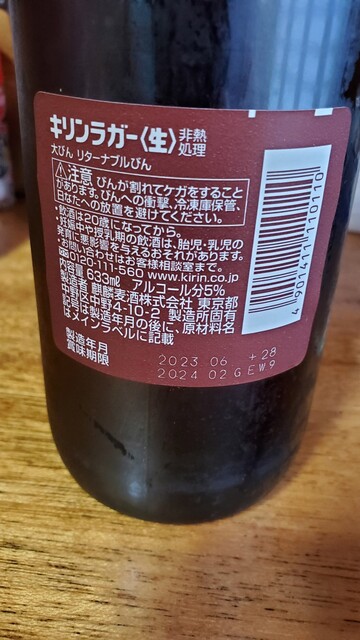 キリンラガー〈生〉非熱処理
大びん リターナブルびん
⚠注意 びんが割れてケガをすること
があります。びんへの衝撃、冷凍庫保管、
日なたへの放置を避けてください。
・飲酒は20歳になってから。
・妊娠中や授乳期の飲酒は、胎児・乳児の
発育に悪影響を与えるおそれがあります。
・お問い合わせはお客様相談室まで。
0120-111-560 www.kirin.co.jp
内容量 633㎖ アルコール分5%
製造者 麒麟麦酒株式会社 東京都
中野区中野4-10-2 製造所固有
記号は製造年月の後に、原材料名
はメインラベルに記載
製造年月 2023 06 +28
賞味期限 2024 02 G E W 9
4 901411 110110